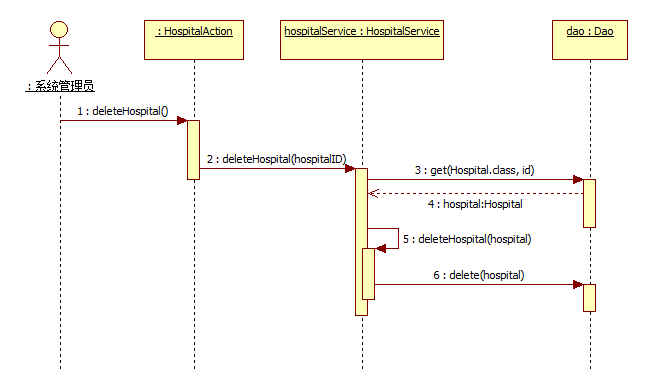 : HospitalAction
hospitalService : HospitalService
dao : Dao
: 系统管理员
1 : deleteHospital()
2 : deleteHospital(hospitalID)
3 : get(Hospital.class, id)
4 : hospital:Hospital
5 : deleteHospital(hospital)
6 : delete(hospital)